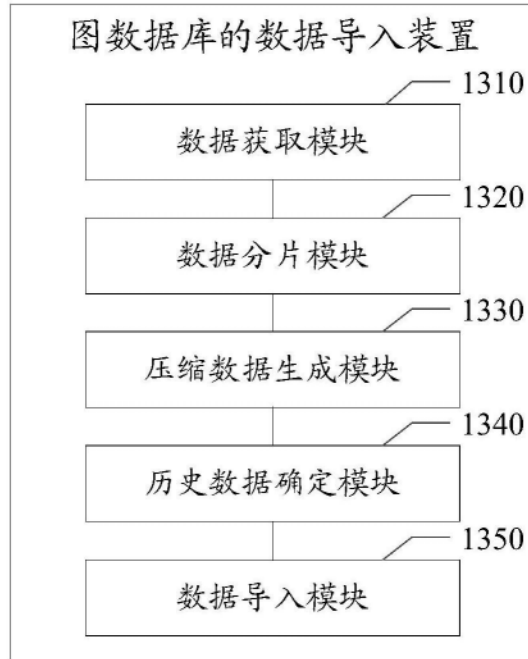 图数据库的数据导入装置
1310
数据获取模块
1320
数据分片模块
1330
压缩数据生成模块
1340
历史数据确定模块
1350
数据导入模块